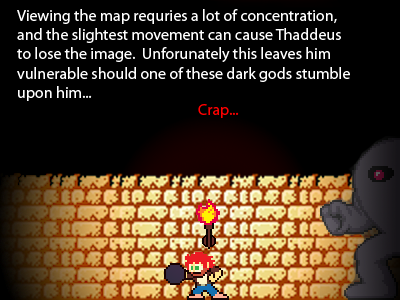 Viewing the map requries a lot of concentration,
and the slightest movement can cause Thaddeus
to lose the image.  Unforunately this leaves him
vulnerable should one of these dark gods stumble
upon him...
Crap...